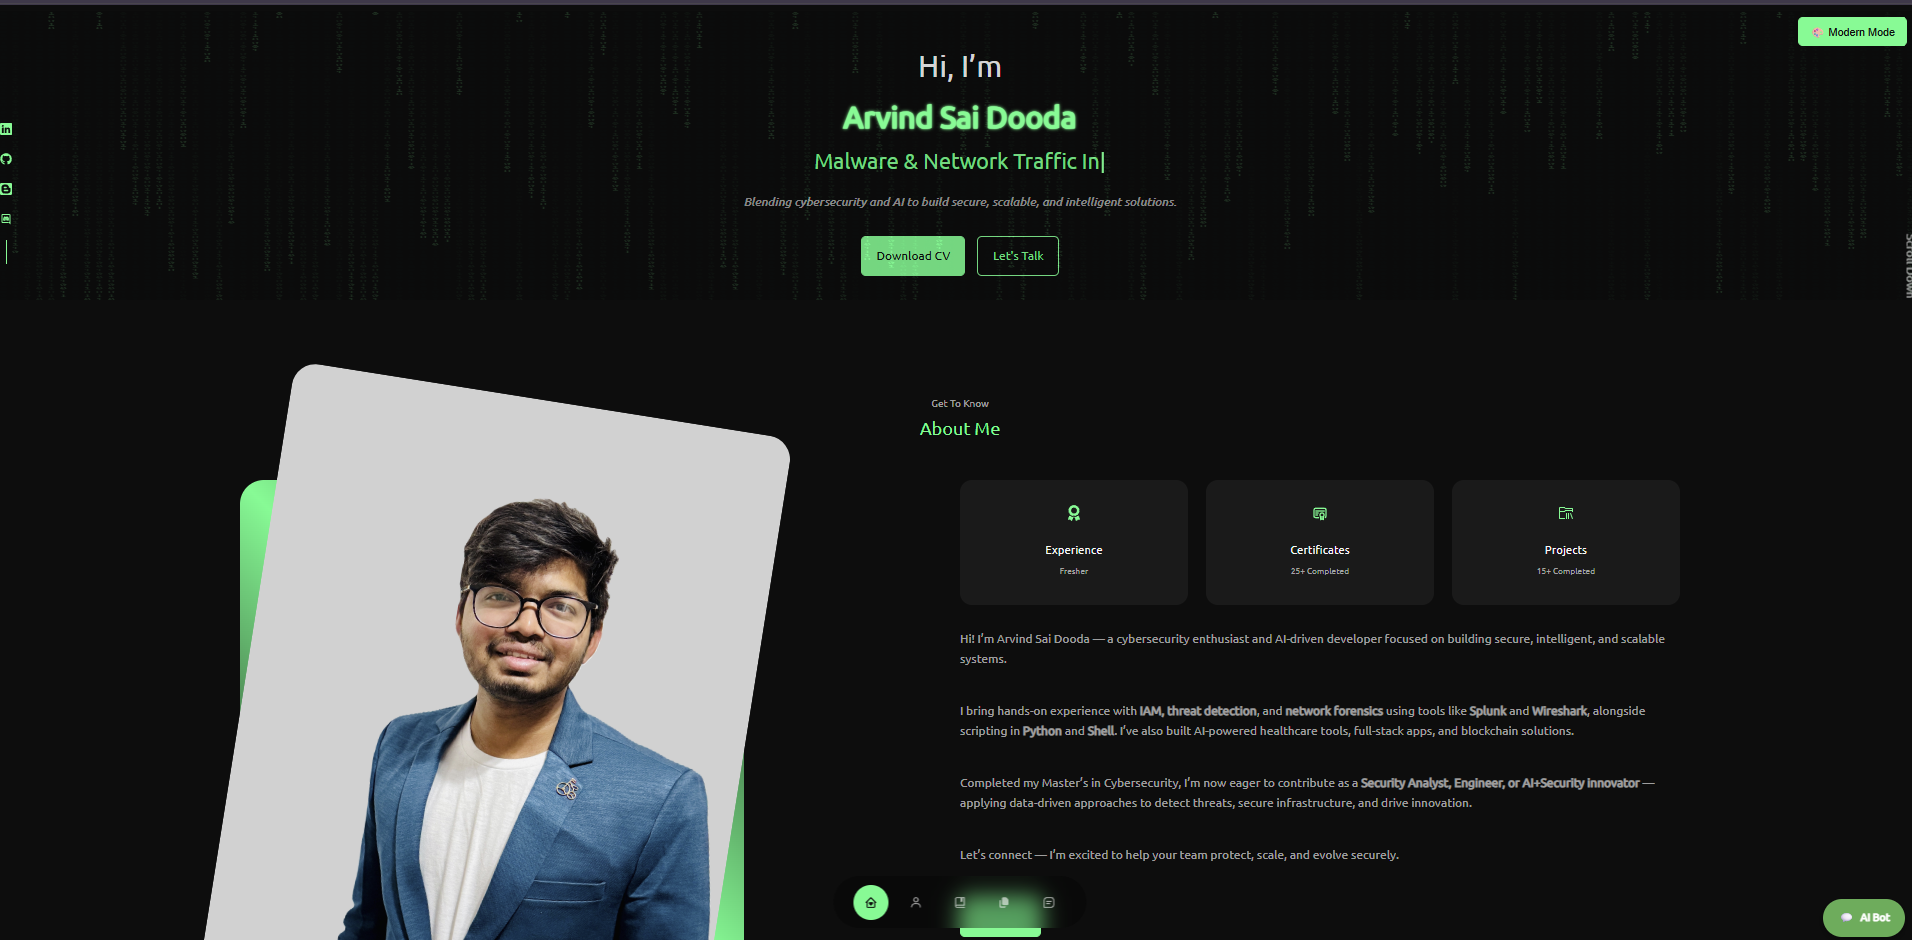 Modern Mode
Hi, I’m
Arvind Sai Dooda
Malware & Network Traffic In|
Blending cybersecurity and AI to build secure, scalable, and intelligent solutions.
Download CV
Let's Talk
Scroll Down
Get To Know
About Me
Experience
Fresher
Certificates
25+ Completed
Projects
15+ Completed
Hi! I’m Arvind Sai Dooda — a cybersecurity enthusiast and AI-driven developer focused on building secure, intelligent, and scalable
systems.
I bring hands-on experience with IAM, threat detection, and network forensics using tools like Splunk and Wireshark, alongside
scripting in Python and Shell. I’ve also built AI-powered healthcare tools, full-stack apps, and blockchain solutions.
Completed my Master’s in Cybersecurity, I’m now eager to contribute as a Security Analyst, Engineer, or AI+Security innovator —
applying data-driven approaches to detect threats, secure infrastructure, and drive innovation.
Let’s connect — I’m excited to help your team protect, scale, and evolve securely.
AI Bot